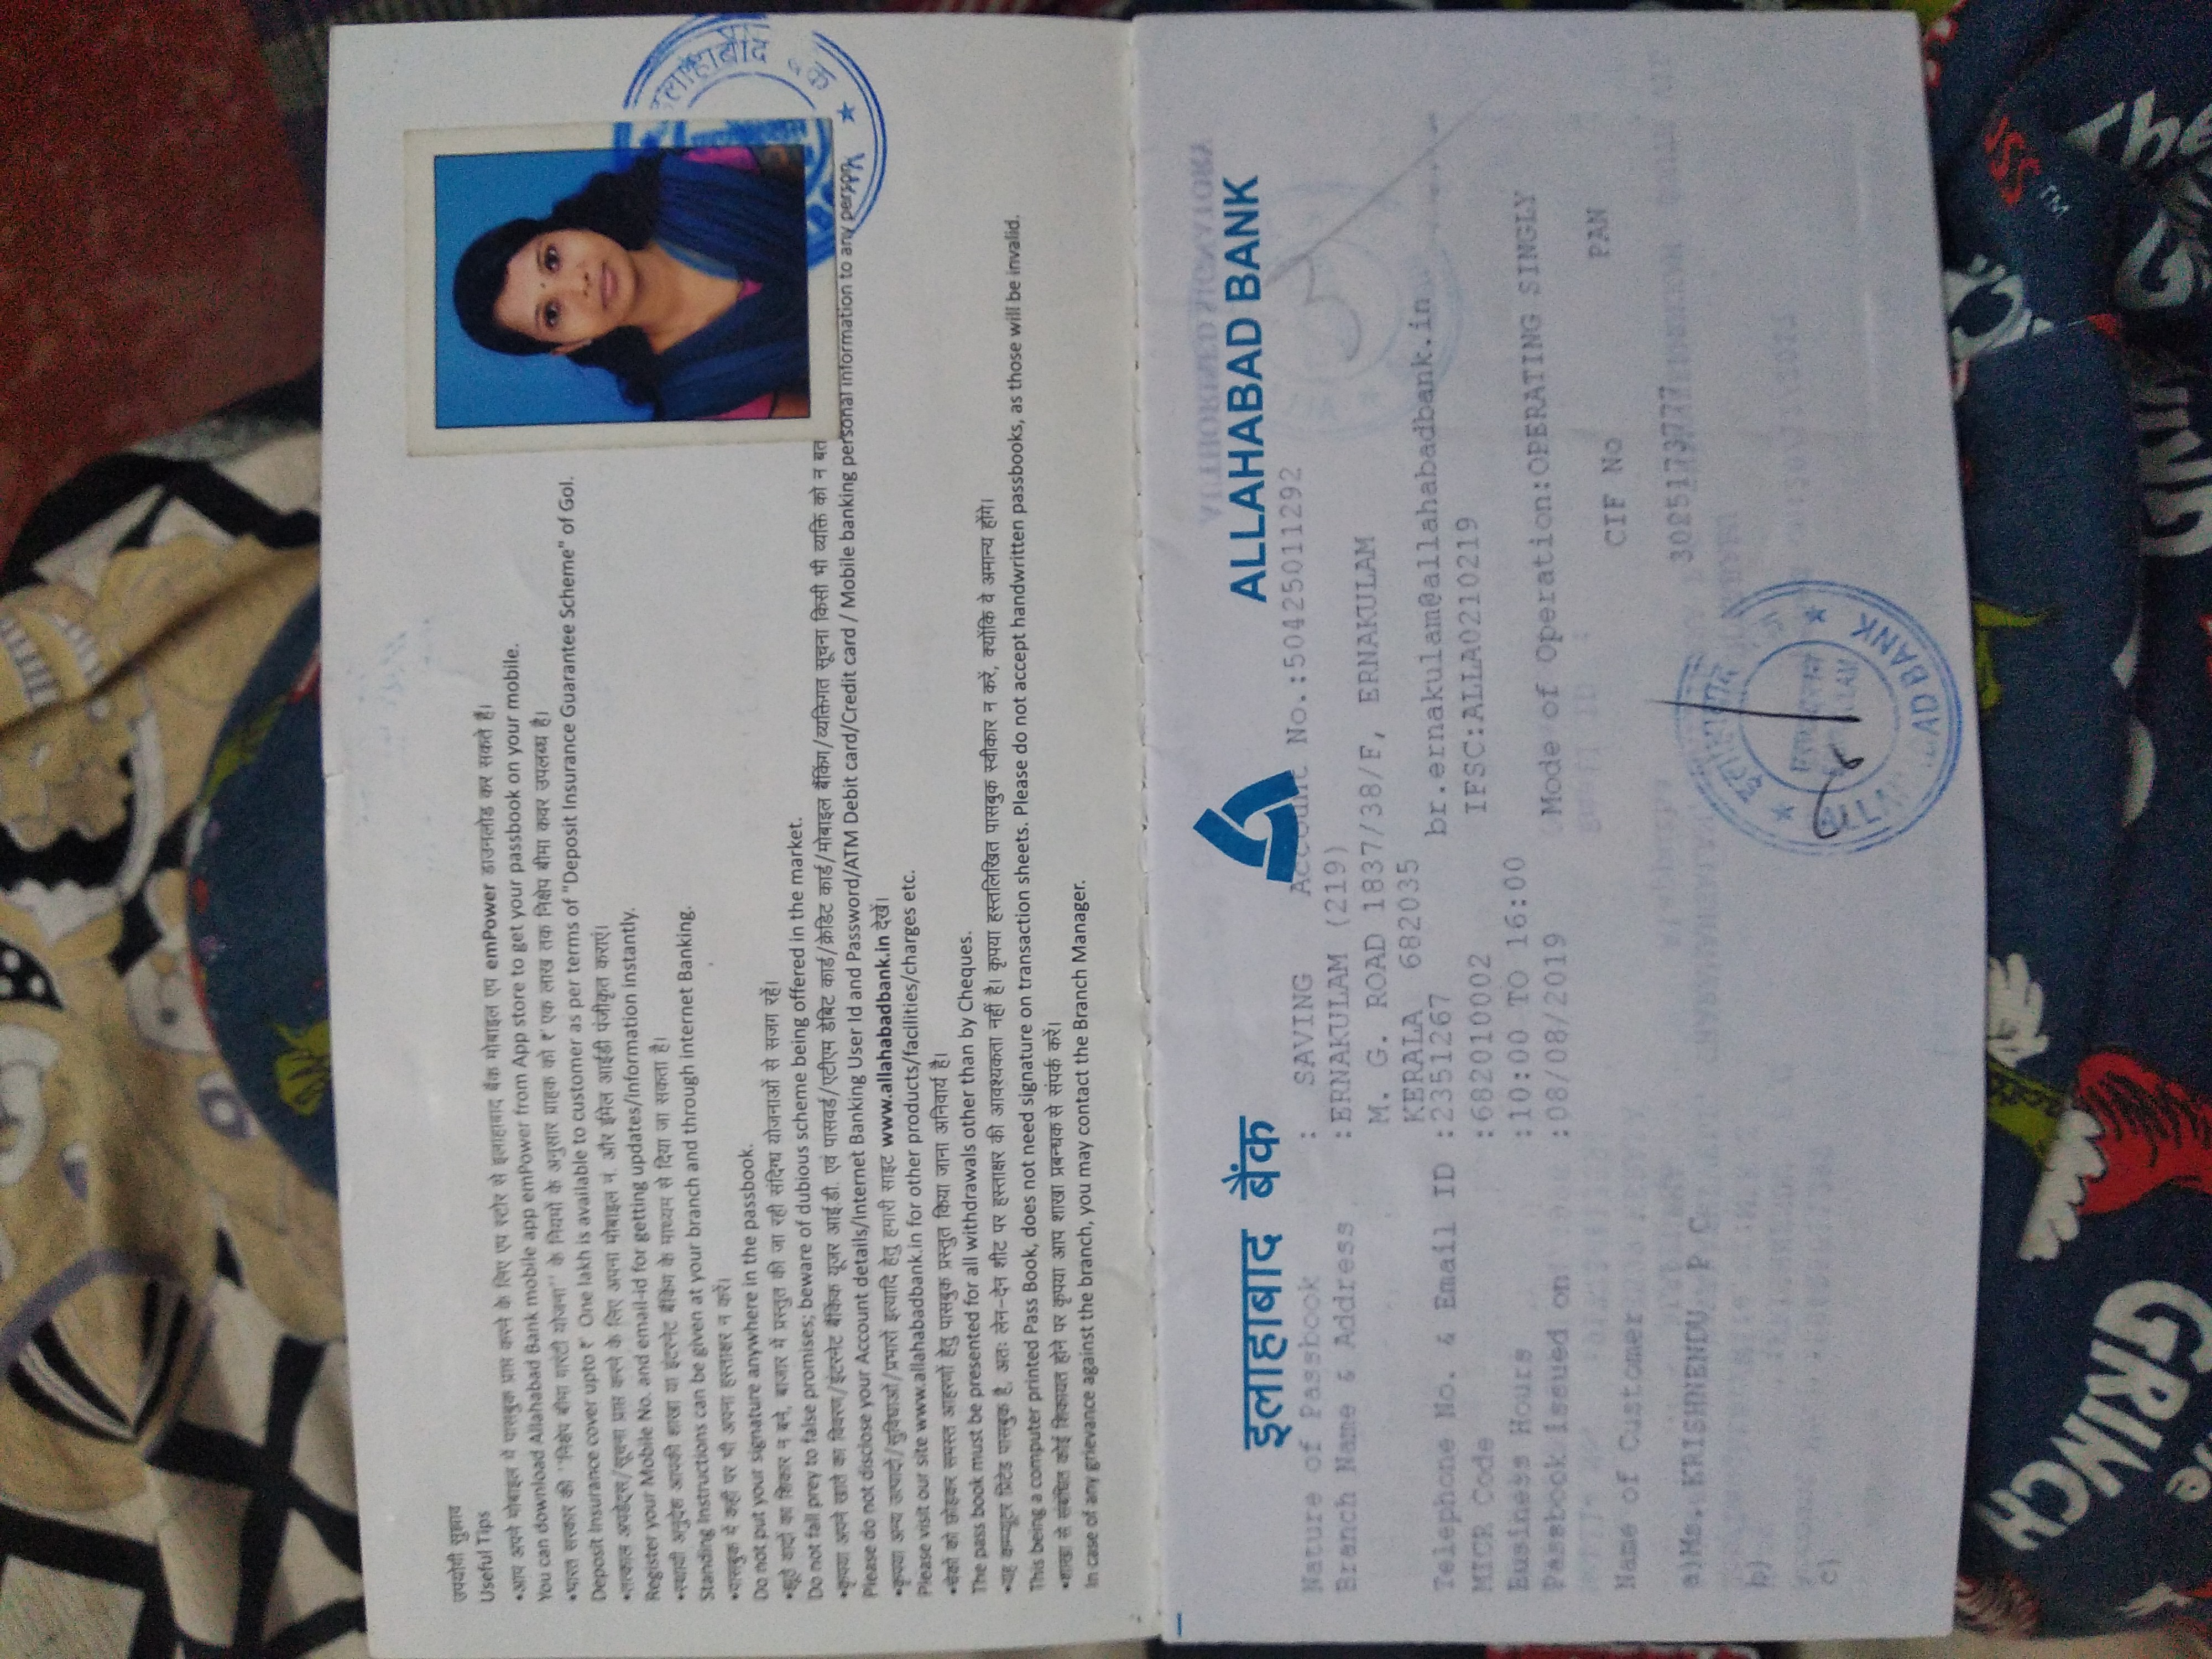 उपयोगी सुझाव
Useful Tips
•आप अपने मोबाइल में पासबुक प्राप्त करने के लिए एप स्टोर से इलाहाबाद बैंक मोबाइल एप emPower डाउनलोड कर सकते हैं।
You can download Allahabad Bank mobile app emPower from App store to get your passbook on your mobile.
•भारत सरकार की "निक्षेप बीमा गारंटी योजना" के नियमों के अनुसार ग्राहक को ₹ एक लाख तक निक्षेप बीमा कवर उपलब्ध है।
Deposit Insurance cover upto ₹ One lakh is available to customer as per terms of "Deposit Insurance Guarantee Scheme" of GoI.
•तत्काल अपडेट्स/सूचना प्राप्त करने के लिए अपना मोबाइल नं. और ईमेल आईडी पंजीकृत कराएं।
Register your Mobile No. and email-id for getting updates/information instantly.
•स्थायी अनुदेश आपकी शाखा या इंटरनेट बैंकिंग के माध्यम से दिया जा सकता है।
Standing Instructions can be given at your branch and through internet Banking.
•पासबुक में कहीं पर भी अपना हस्ताक्षर न करें।
Do not put your signature anywhere in the passbook.
•झूठे वादों का शिकार न बनें, बाजार में प्रस्तुत की जा रही संदिग्ध योजनाओं से सजग रहें।
Do not fall prey to false promises; beware of dubious scheme being offered in the market.
•कृपया अपने खाते का विवरण/इंटरनेट बैंकिंग यूजर आई.डी. एवं पासवर्ड/एटीएम डेबिट कार्ड/क्रेडिट कार्ड/मोबाइल बैंकिंग/व्यक्तिगत सूचना किसी भी व्यक्ति को न बत
Please do not disclose your Account details/Internet Banking User Id and Password/ATM Debit card/Credit card / Mobile banking personal information to any person
•कृपया अन्य उत्पादों/सुविधाओं/प्रभारों इत्यादि हेतु हमारी साइट www.allahabadbank.in देखें।
Please visit our site www.allahabadbank.in for other products/facilities/charges etc.
•चेकों को छोड़कर समस्त आहरणों हेतु पासबुक प्रस्तुत किया जाना अनिवार्य है।
The pass book must be presented for all withdrawals other than by Cheques.
•यह कम्प्यूटर प्रिंटेड पासबुक है, अतः लेन-देन शीट पर हस्ताक्षर की आवश्यकता नहीं है। कृपया हस्तलिखित पासबुक स्वीकार न करें, क्योंकि वे अमान्य होंगे।
This being a computer printed Pass Book, does not need signature on transaction sheets. Please do not accept handwritten passbooks, as those will be invalid.
•शाखा से संबंधित कोई शिकायत होने पर कृपया आप शाखा प्रबन्धक से संपर्क करें।
In case of any grievance against the branch, you may contact the Branch Manager.
इलाहाबाद बैंक ALLAHABAD BANK
Nature of Passbook : SAVING Account No.:50425011292
Branch Name & Address :ERNAKULAM (219)
M. G. ROAD 1837/38/F, ERNAKULAM
KERALA 682035
Telephone No. & Email ID :2351267 br.ernakulam@allahabadbank.in
MICR Code :682010002 IFSC:ALLA0210219
Business Hours :10:00 TO 16:00
Passbook issued on :08/08/2019 Mode of Operation:OPERATING SINGLY
Name of Customer CIF No PAN
a)Ms. KRISHNENDU P C 3025173777
b)
c)
इलाहाबाद
BANK
GRINCH